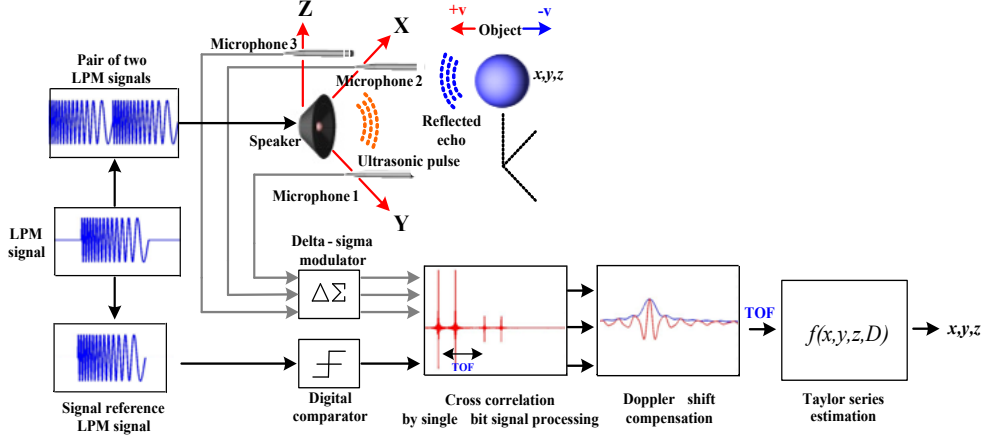 +v
-v
Object
Z
X
Microphone 3
Pair of two
LPM signals
Microphone 2
x,y,z
Reflected
echo
Speaker
Ultrasonic pulse
Microphone 1
Y
LPM
signal
Delta - sigma
modulator
ΔΣ
TOF
TOF
f(x,y,z,D)
x,y,z
Signal reference
LPM signal
Digital
comparator
Cross correlation
by single bit signal processing
Doppler shift
compensation
Taylor series
estimation